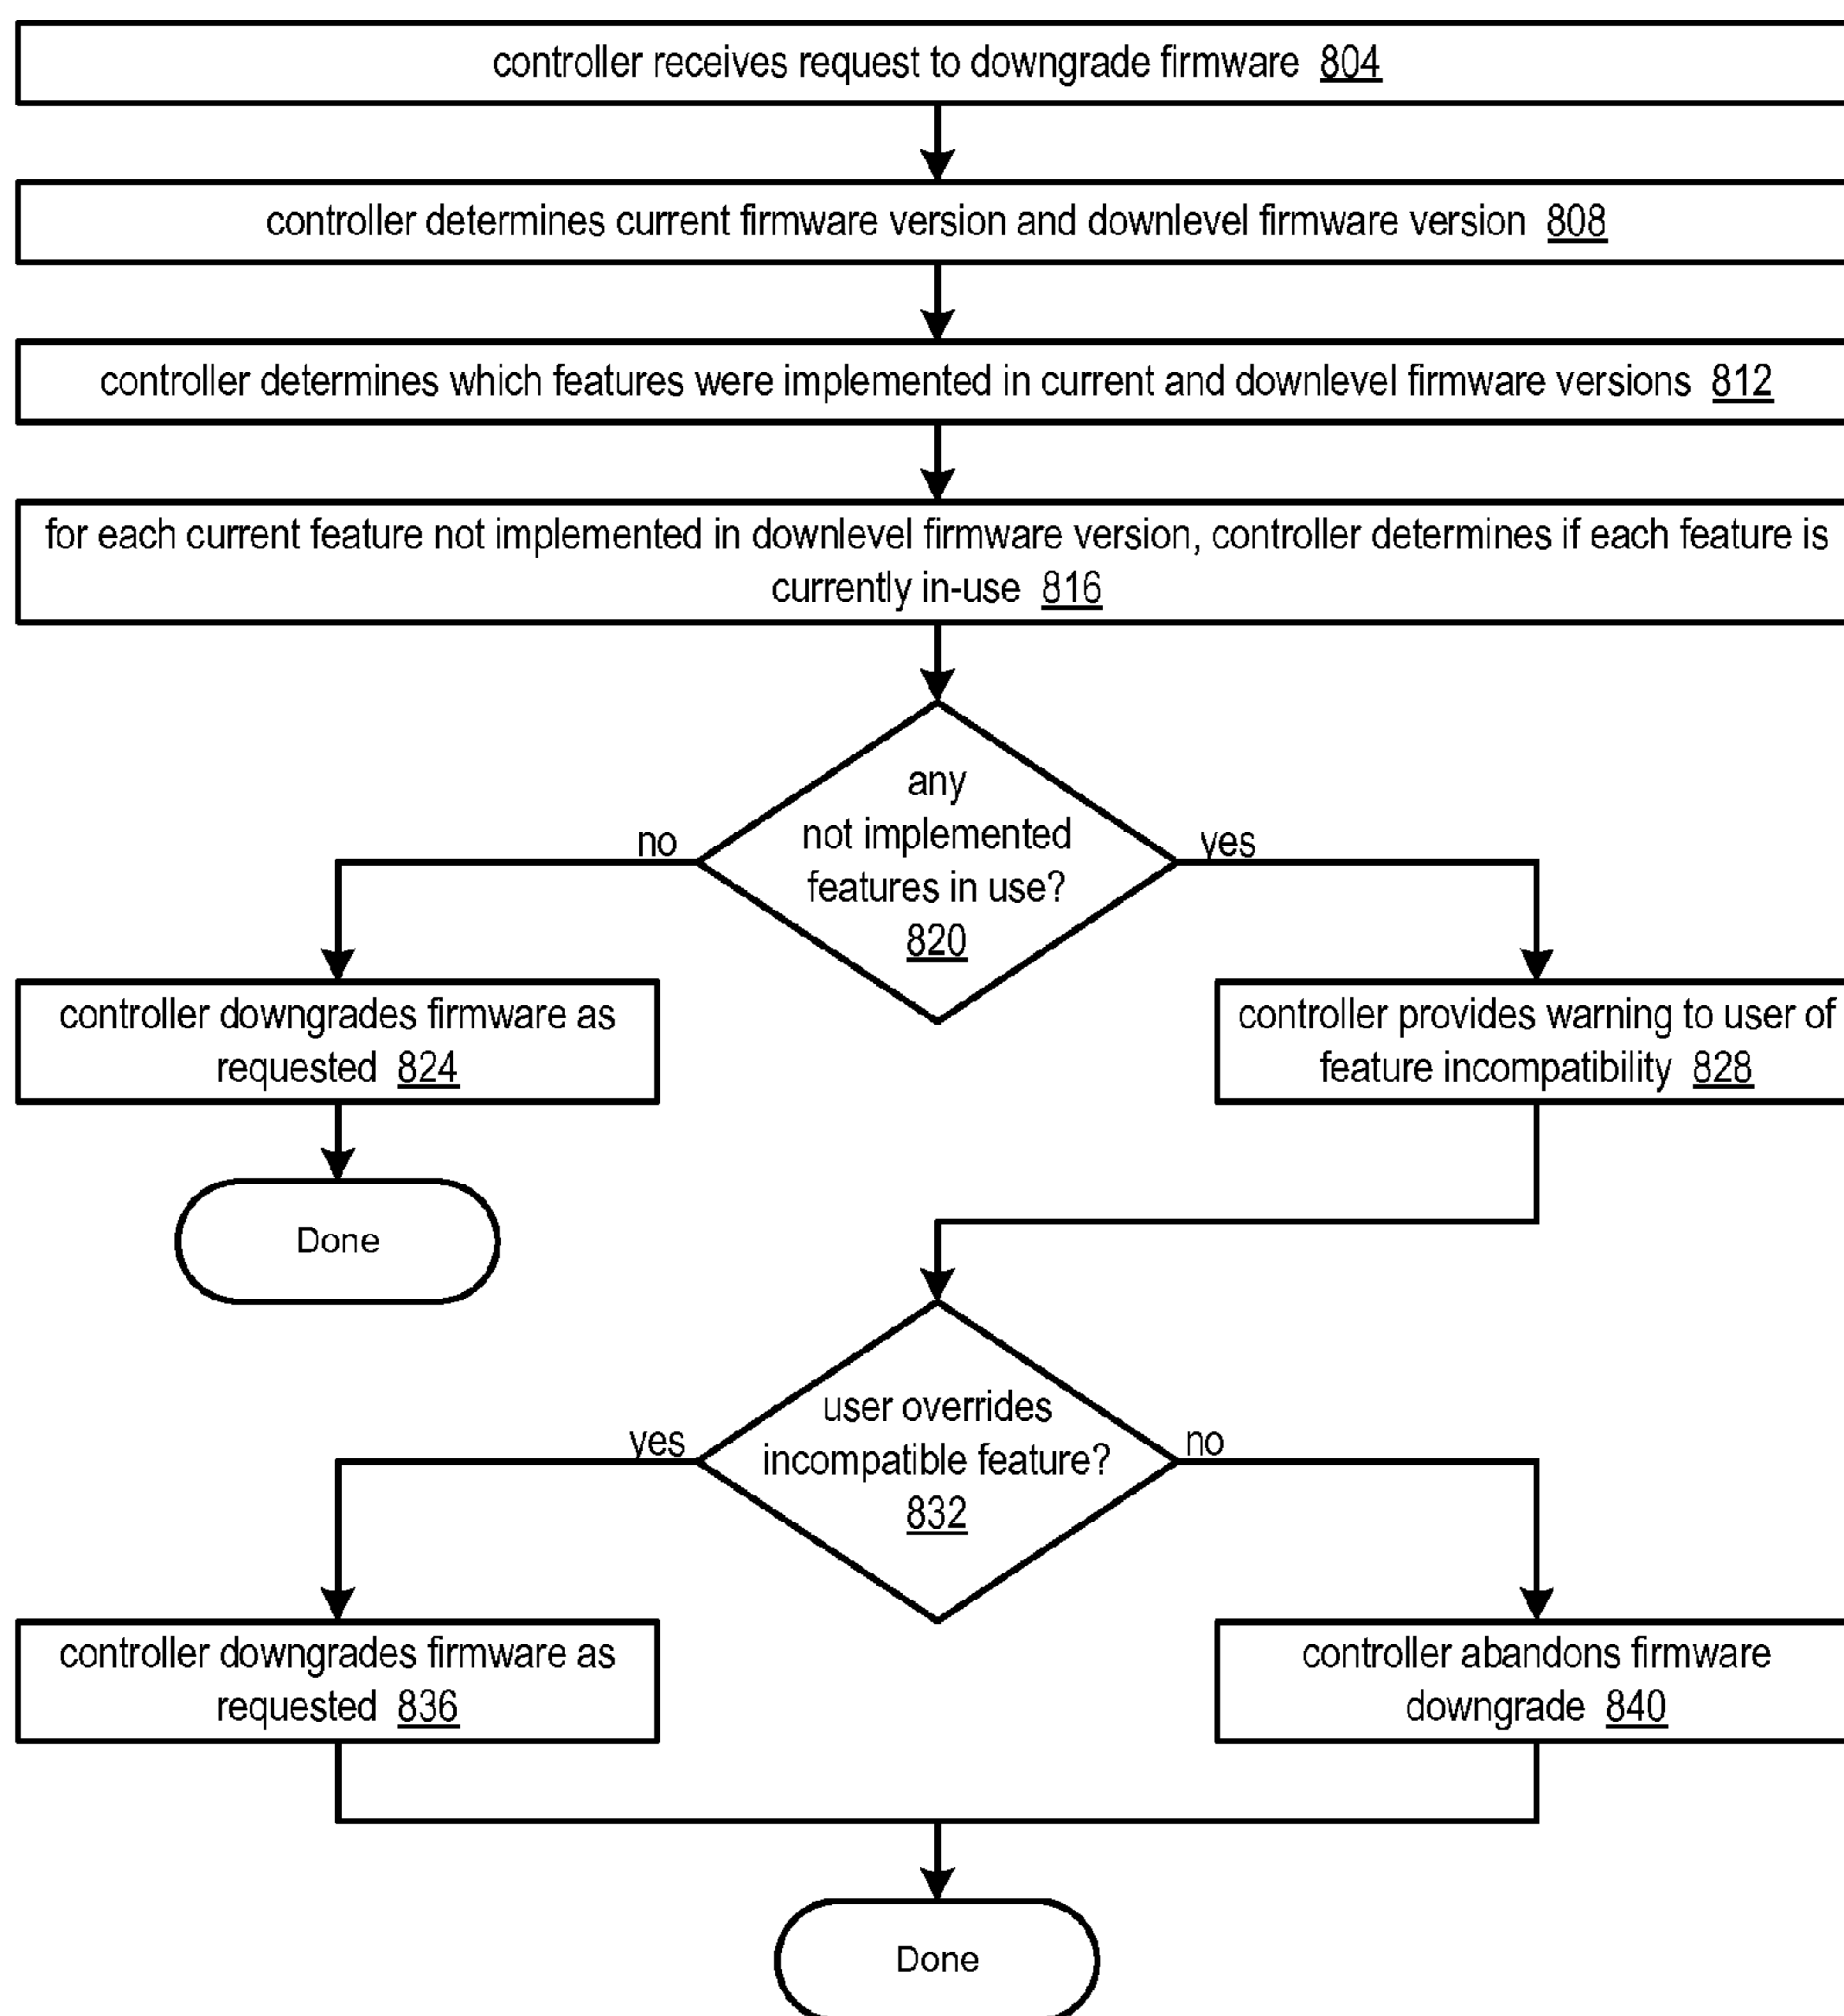 controller receives request to downgrade firmware 804
controller determines current firmware version and downlevel firmware version 808
controller determines which features were implemented in current and downlevel firmware versions 812
for each current feature not implemented in downlevel firmware version, controller determines if each feature is
currently in-use 816
any
not implemented
features in use?
820
no
yes
controller downgrades firmware as
requested 824
controller provides warning to user of
feature incompatibility 828
Done
user overrides
incompatible feature?
832
yes
no
controller downgrades firmware as
requested 836
controller abandons firmware
downgrade 840
Done